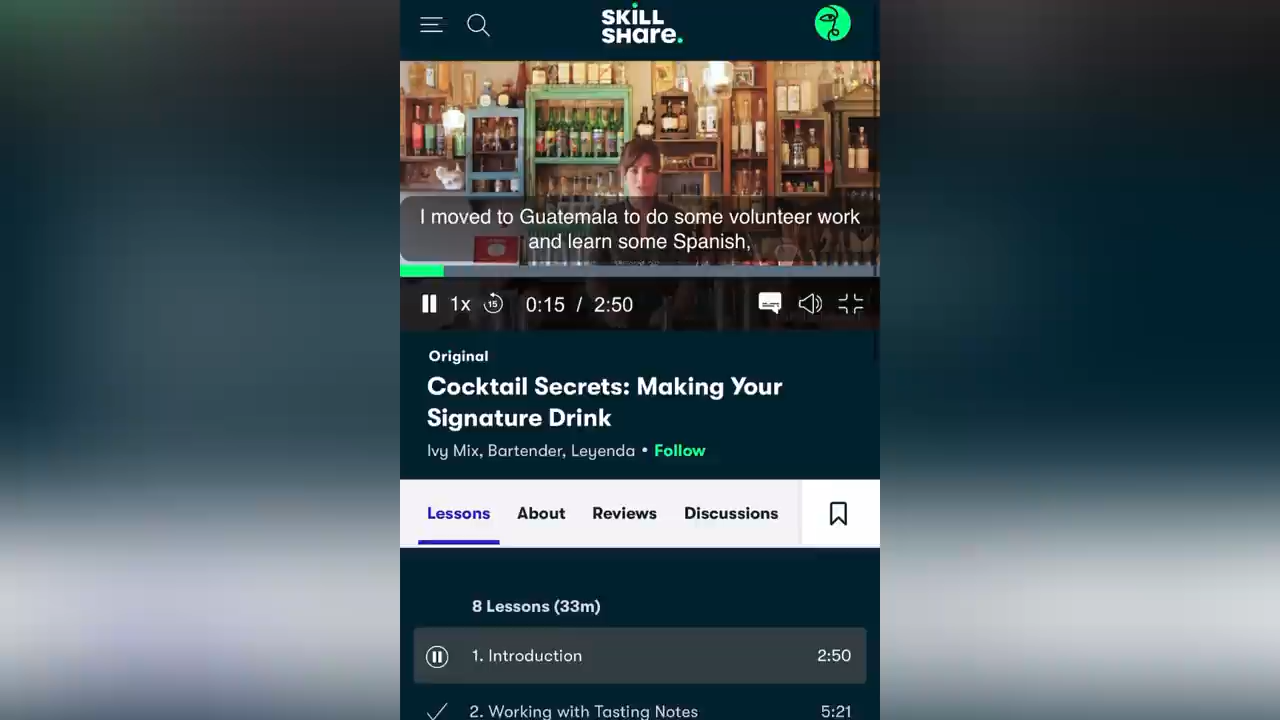 SKILL
SHare.
I moved to Guatemala to do some volunteer work
and learn some Spanish,
1x 15 0:15 / 2:50
Original
Cocktail Secrets: Making Your
Signature Drink
Ivy Mix, Bartender, Leyenda • Follow
Lessons About Reviews Discussions
8 Lessons (33m)
1. Introduction 2:50
2. Working with Tasting Notes 5:21